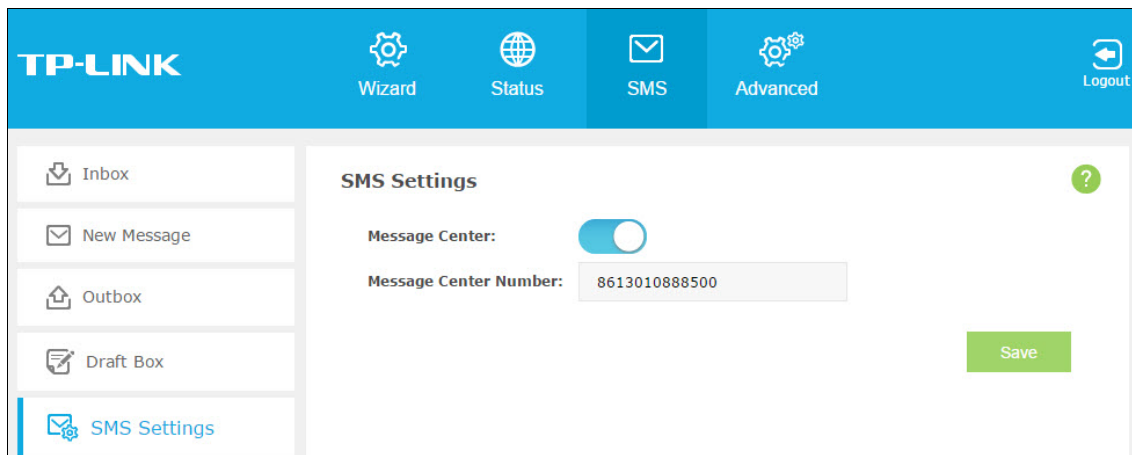 TP-LINK
Wizard
Status
SMS
Advanced
Logout
Inbox
New Message
Outbox
Draft Box
SMS Settings
SMS Settings
?
Message Center:
Message Center Number: 8613010888500
Save